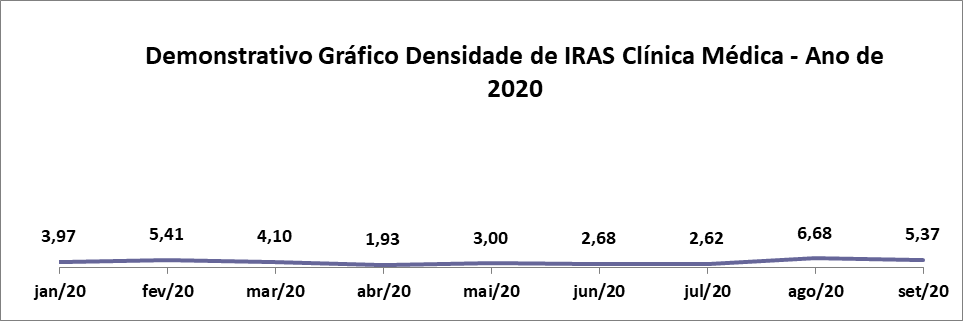 Demonstrativo Gráfico Densidade de IRAS Clínica Médica - Ano de
2020
3,97 5,41 4,10 1,93 3,00 2,68 2,62 6,68 5,37
jan/20 fev/20 mar/20 abr/20 mai/20 jun/20 jul/20 ago/20 set/20